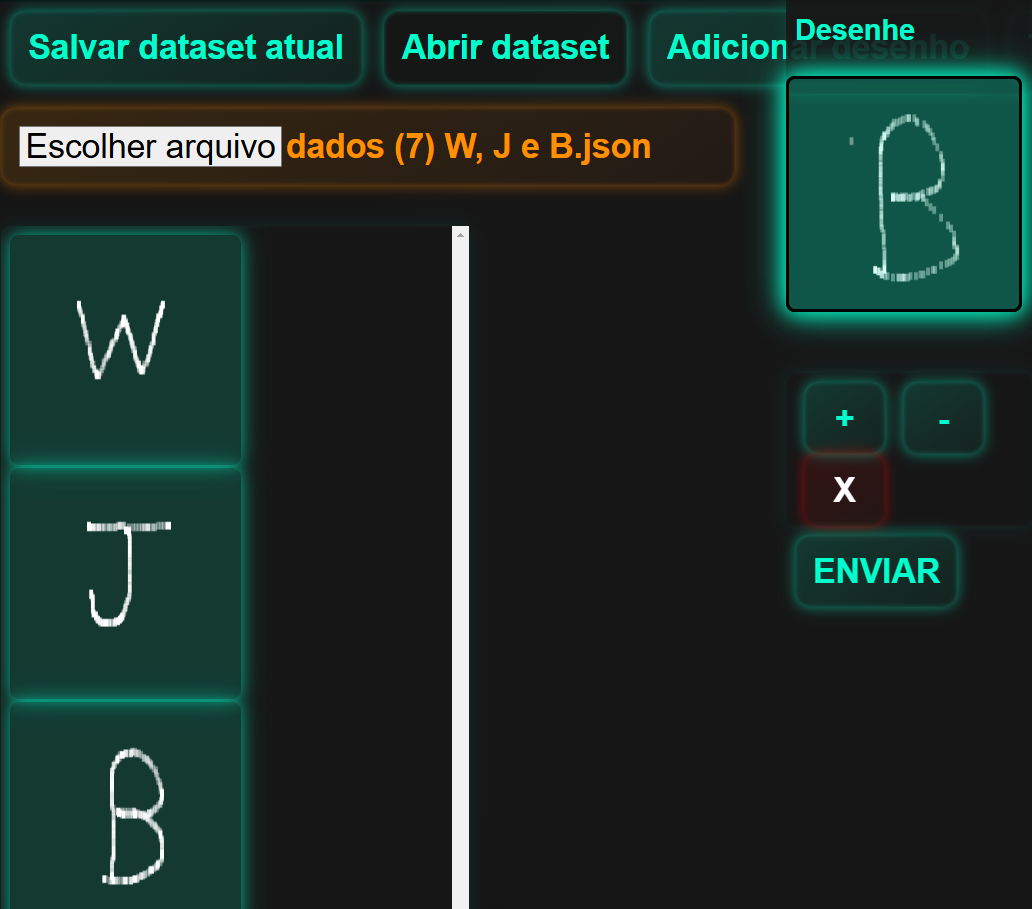 Salvar dataset atual
Abrir dataset
Adicionar desenho
Desenhe
Escolher arquivo dados (7) W, J e B.json
B
W
J
B
+
-
X
ENVIAR